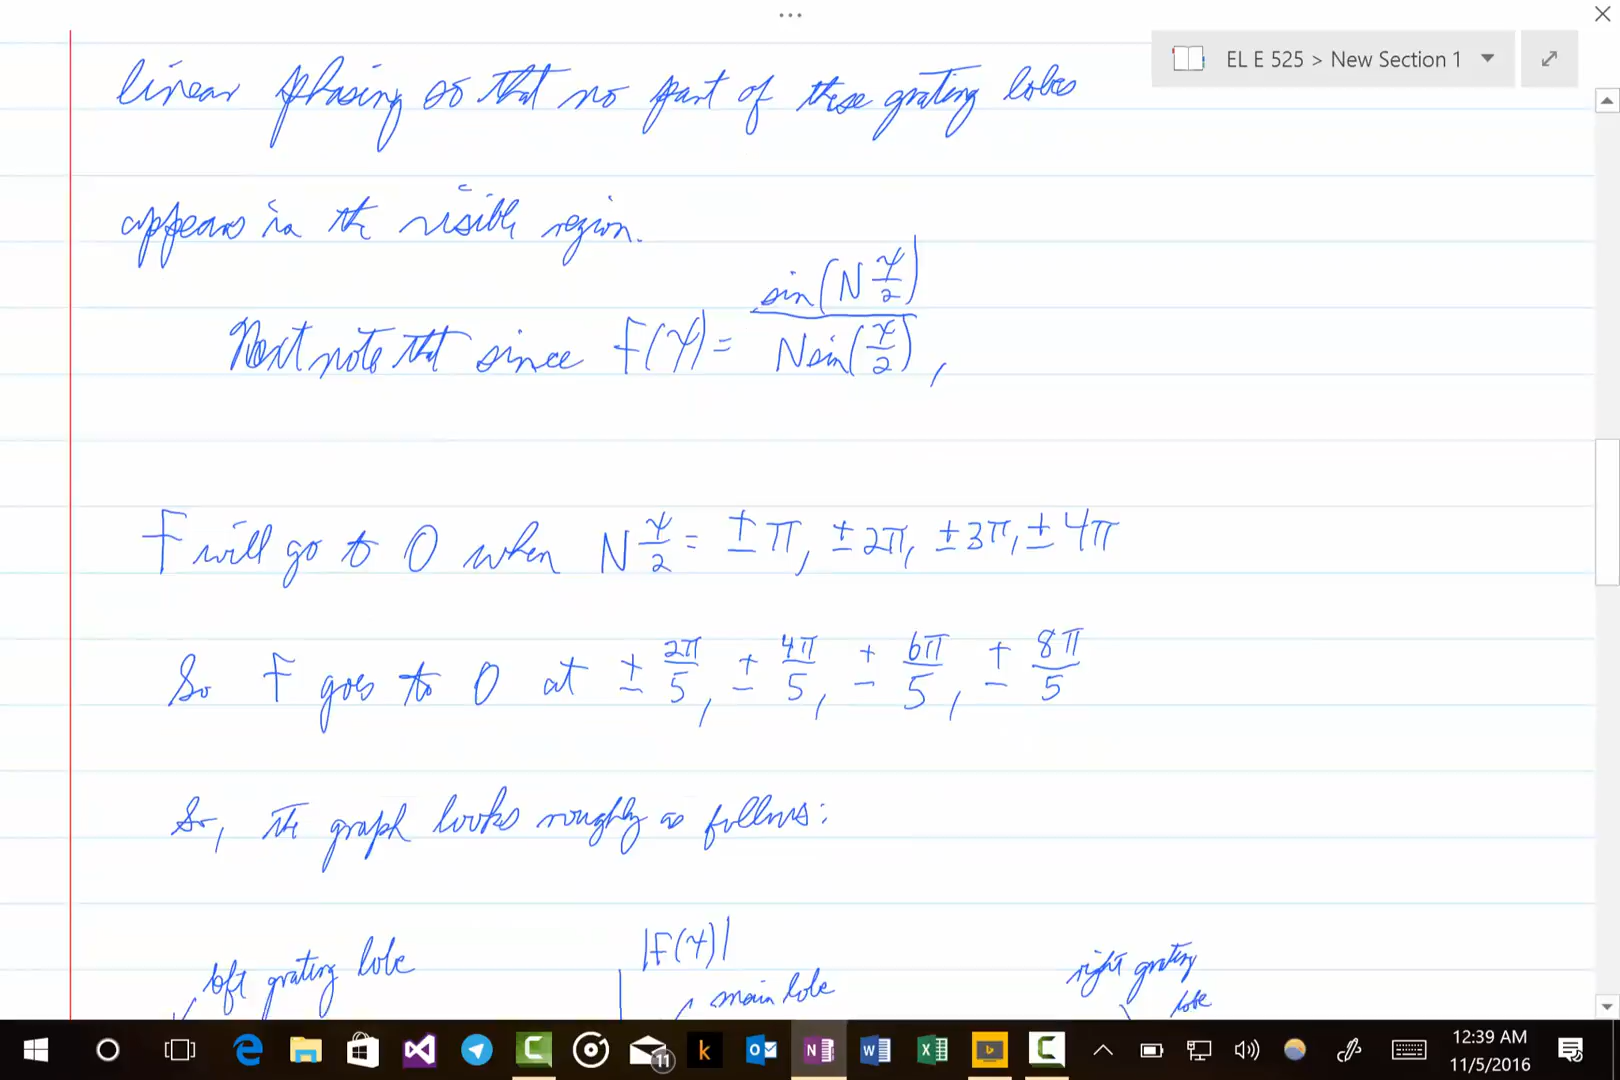 ELE 525 > New Section 1
linear phasing so that no part of these grating lobes
appears in the visible region.
Next note that since F(ψ) = sin(N ψ/2) / N sin(ψ/2),
F will go to 0 when N ψ/2 = ±π, ±2π, ±3π, ±4π
So F goes to 0 at ± 2π/5, ± 4π/5, ± 6π/5, ± 8π/5
So, the graph looks roughly as follows:
|F(ψ)|
left grating lobe
main lobe
right grating
lobe
11
12:39 AM
11/5/2016